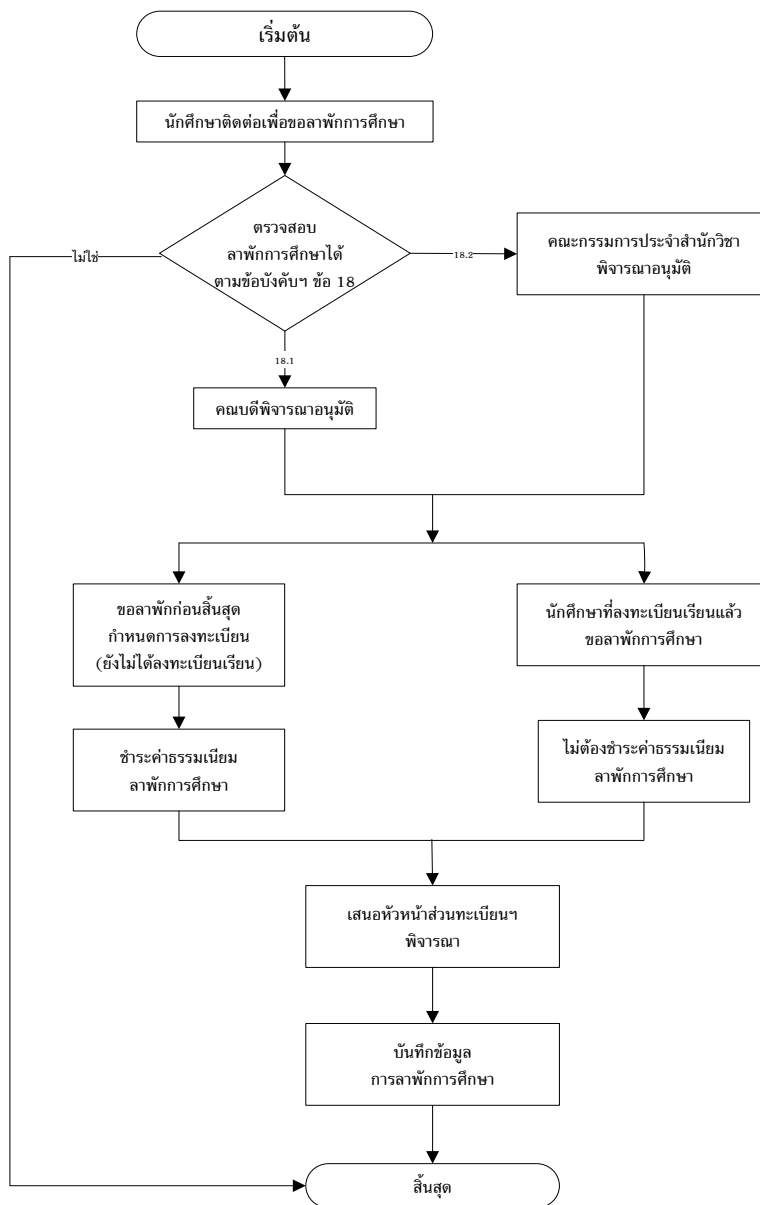 เริ่มต้น
นักศึกษาติดต่อเพื่อขอลาพักการศึกษา
ตรวจสอบ
ลาพักการศึกษาได้
ตามข้อบังคับฯ ข้อ 18
ไม่ใช่
18.2
คณะกรรมการประจำสำนักวิชา
พิจารณาอนุมัติ
18.1
คณบดีพิจารณาอนุมัติ
ขอลาพักก่อนสิ้นสุด
กำหนดการลงทะเบียน
(ยังไม่ได้ลงทะเบียนเรียน)
นักศึกษาที่ลงทะเบียนเรียนแล้ว
ขอลาพักการศึกษา
ชำระค่าธรรมเนียม
ลาพักการศึกษา
ไม่ต้องชำระค่าธรรมเนียม
ลาพักการศึกษา
เสนอหัวหน้าส่วนทะเบียนฯ
พิจารณา
บันทึกข้อมูล
การลาพักการศึกษา
สิ้นสุด